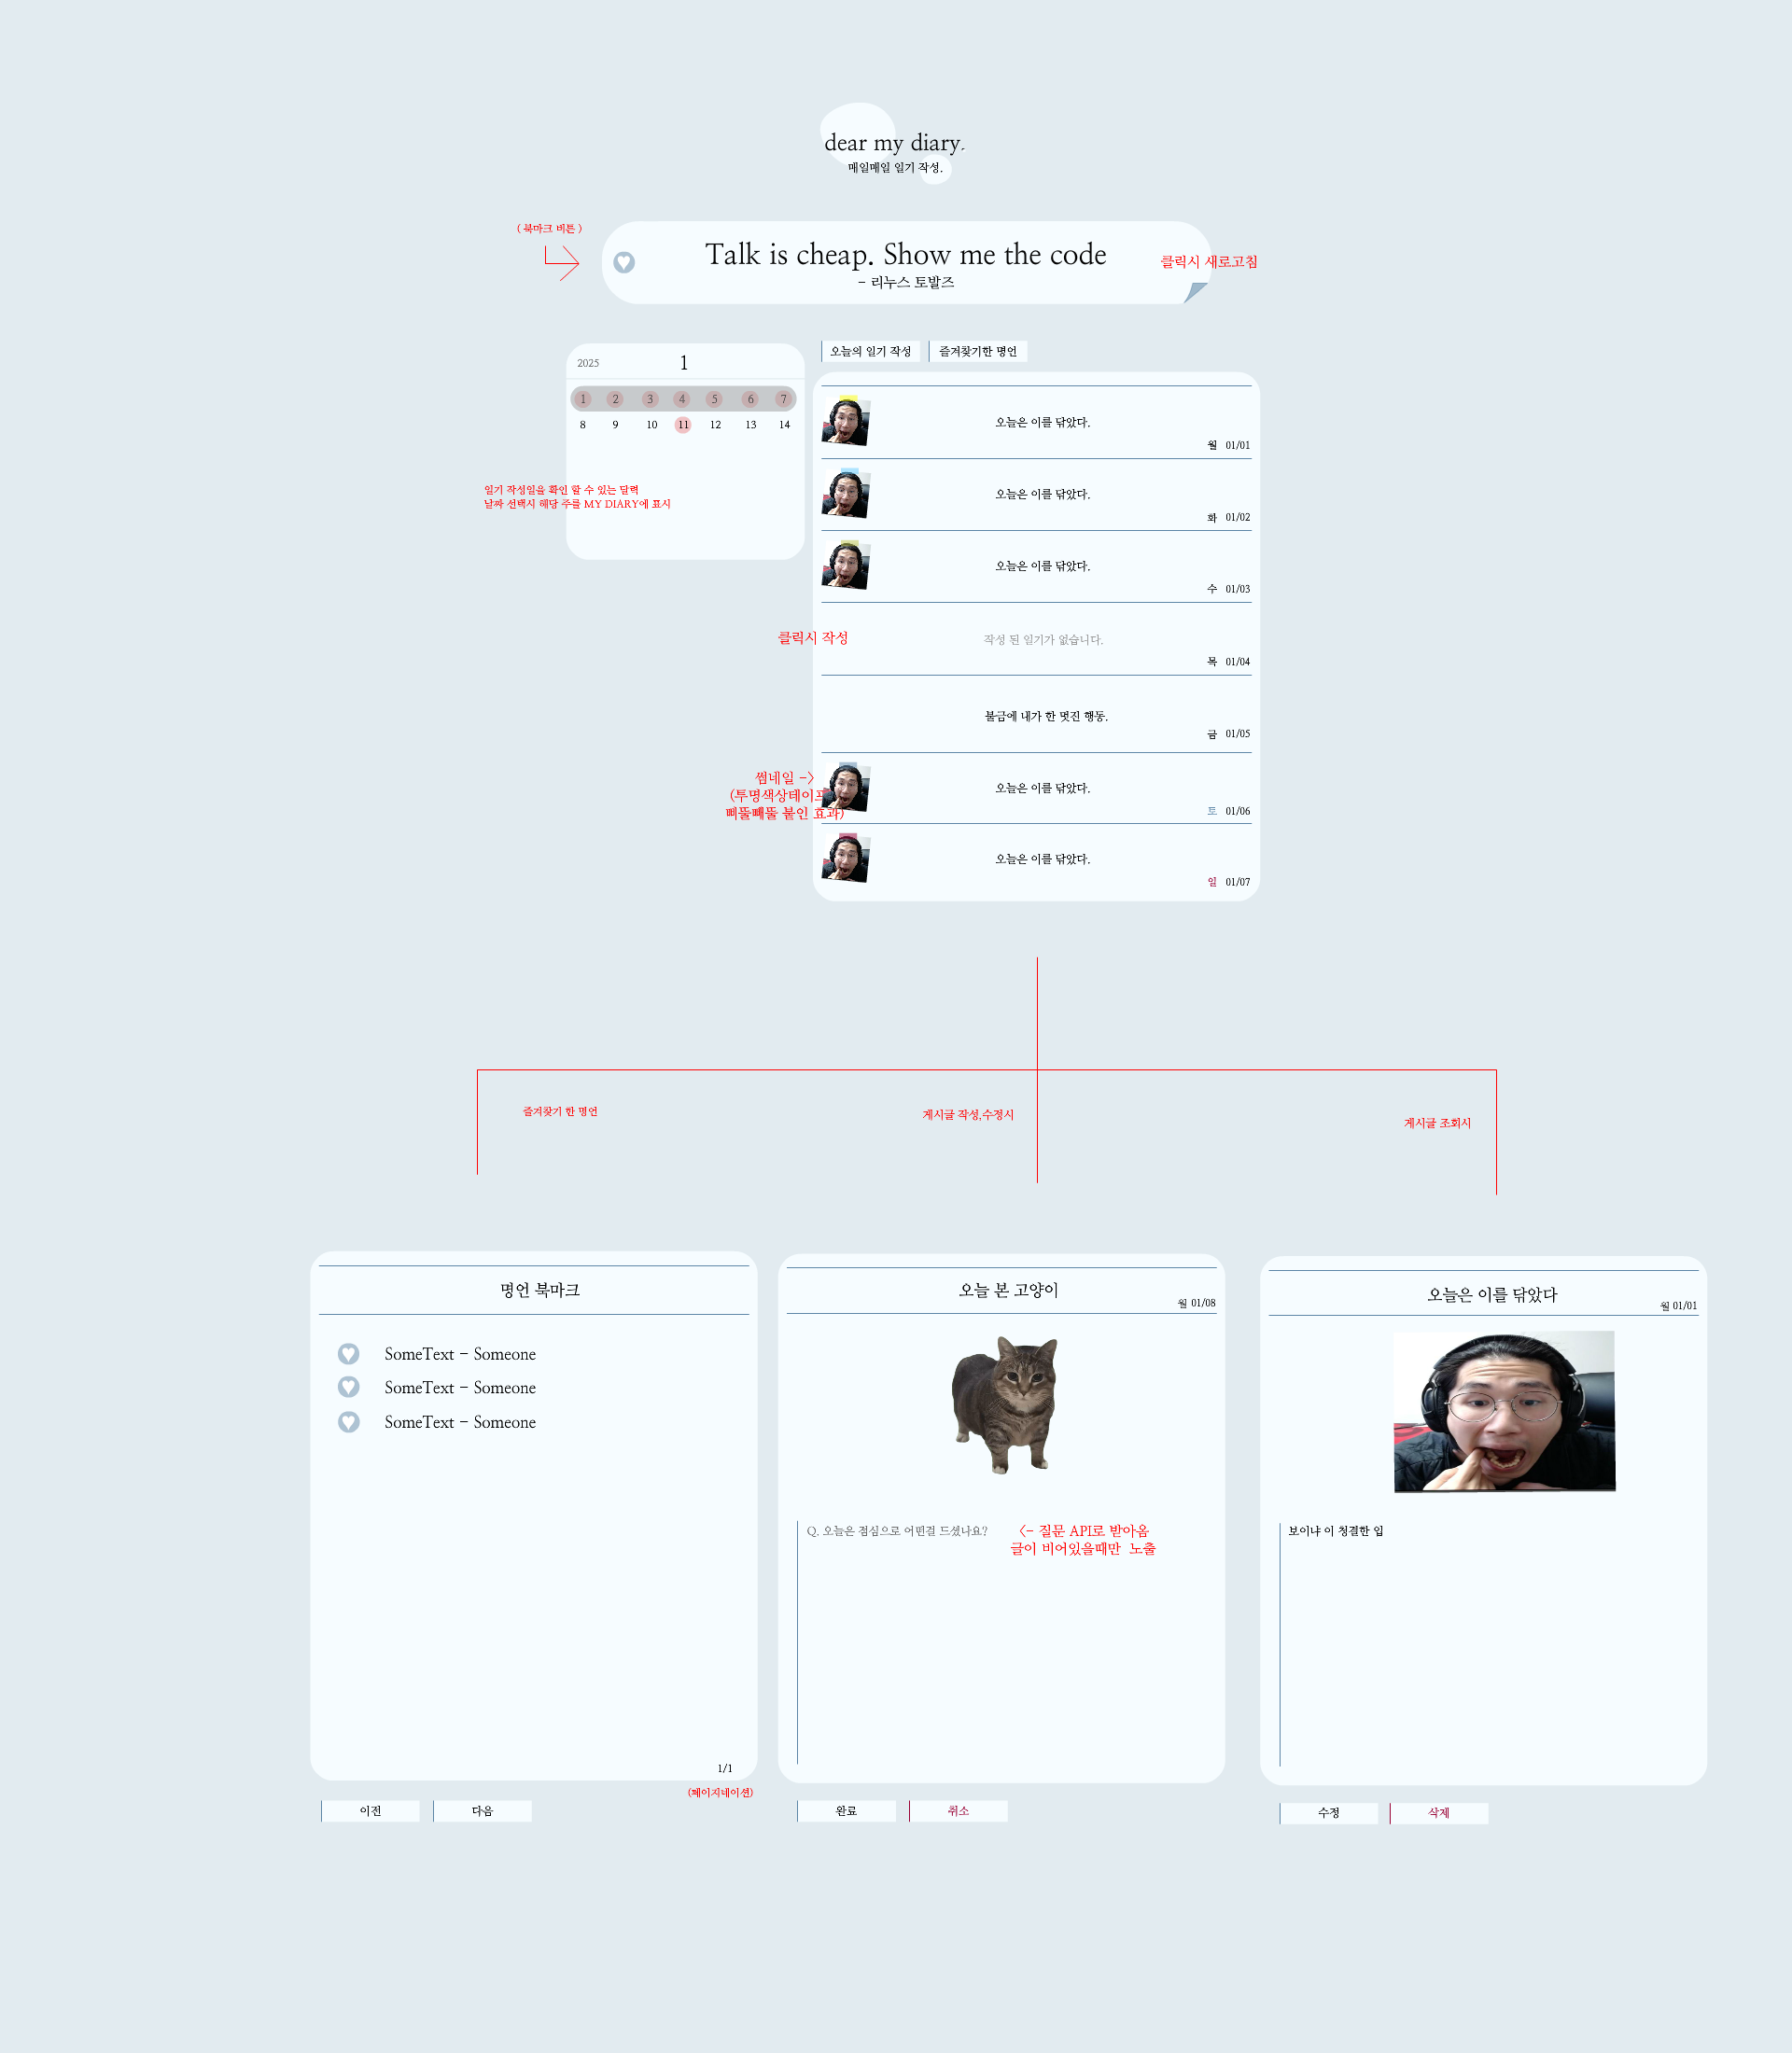 dear my diary.
매일매일 일기 작성.
( 북마크 버튼 )
Talk is cheap. Show me the code
- 리누스 토발즈
클릭시 새로고침
2025 1
1 2 3 4 5 6 7
8 9 10 11 12 13 14
일기 작성일을 확인 할 수 있는 달력
날짜 선택시 해당 주를 MY DIARY에 표시
오늘의 일기 작성
즐겨찾기한 명언
오늘은 이를 닦았다.
월 01/01
오늘은 이를 닦았다.
화 01/02
오늘은 이를 닦았다.
수 01/03
클릭시 작성
작성 된 일기가 없습니다.
목 01/04
불금에 내가 한 멋진 행동.
금 01/05
썸네일 ->
(투명색상테이프
삐뚤빼뚤 붙인 효과)
오늘은 이를 닦았다.
토 01/06
오늘은 이를 닦았다.
일 01/07
즐겨찾기 한 명언
게시글 작성,수정시
게시글 조회시
명언 북마크
SomeText - Someone
SomeText - Someone
SomeText - Someone
1/1
(페이지네이션)
이전
다음
오늘 본 고양이
월 01/08
Q. 오늘은 점심으로 어떤걸 드셨나요?
<- 질문 API로 받아옴
글이 비어있을때만 노출
완료
취소
오늘은 이를 닦았다
월 01/01
보이냐 이 청결한 입
수정
삭제